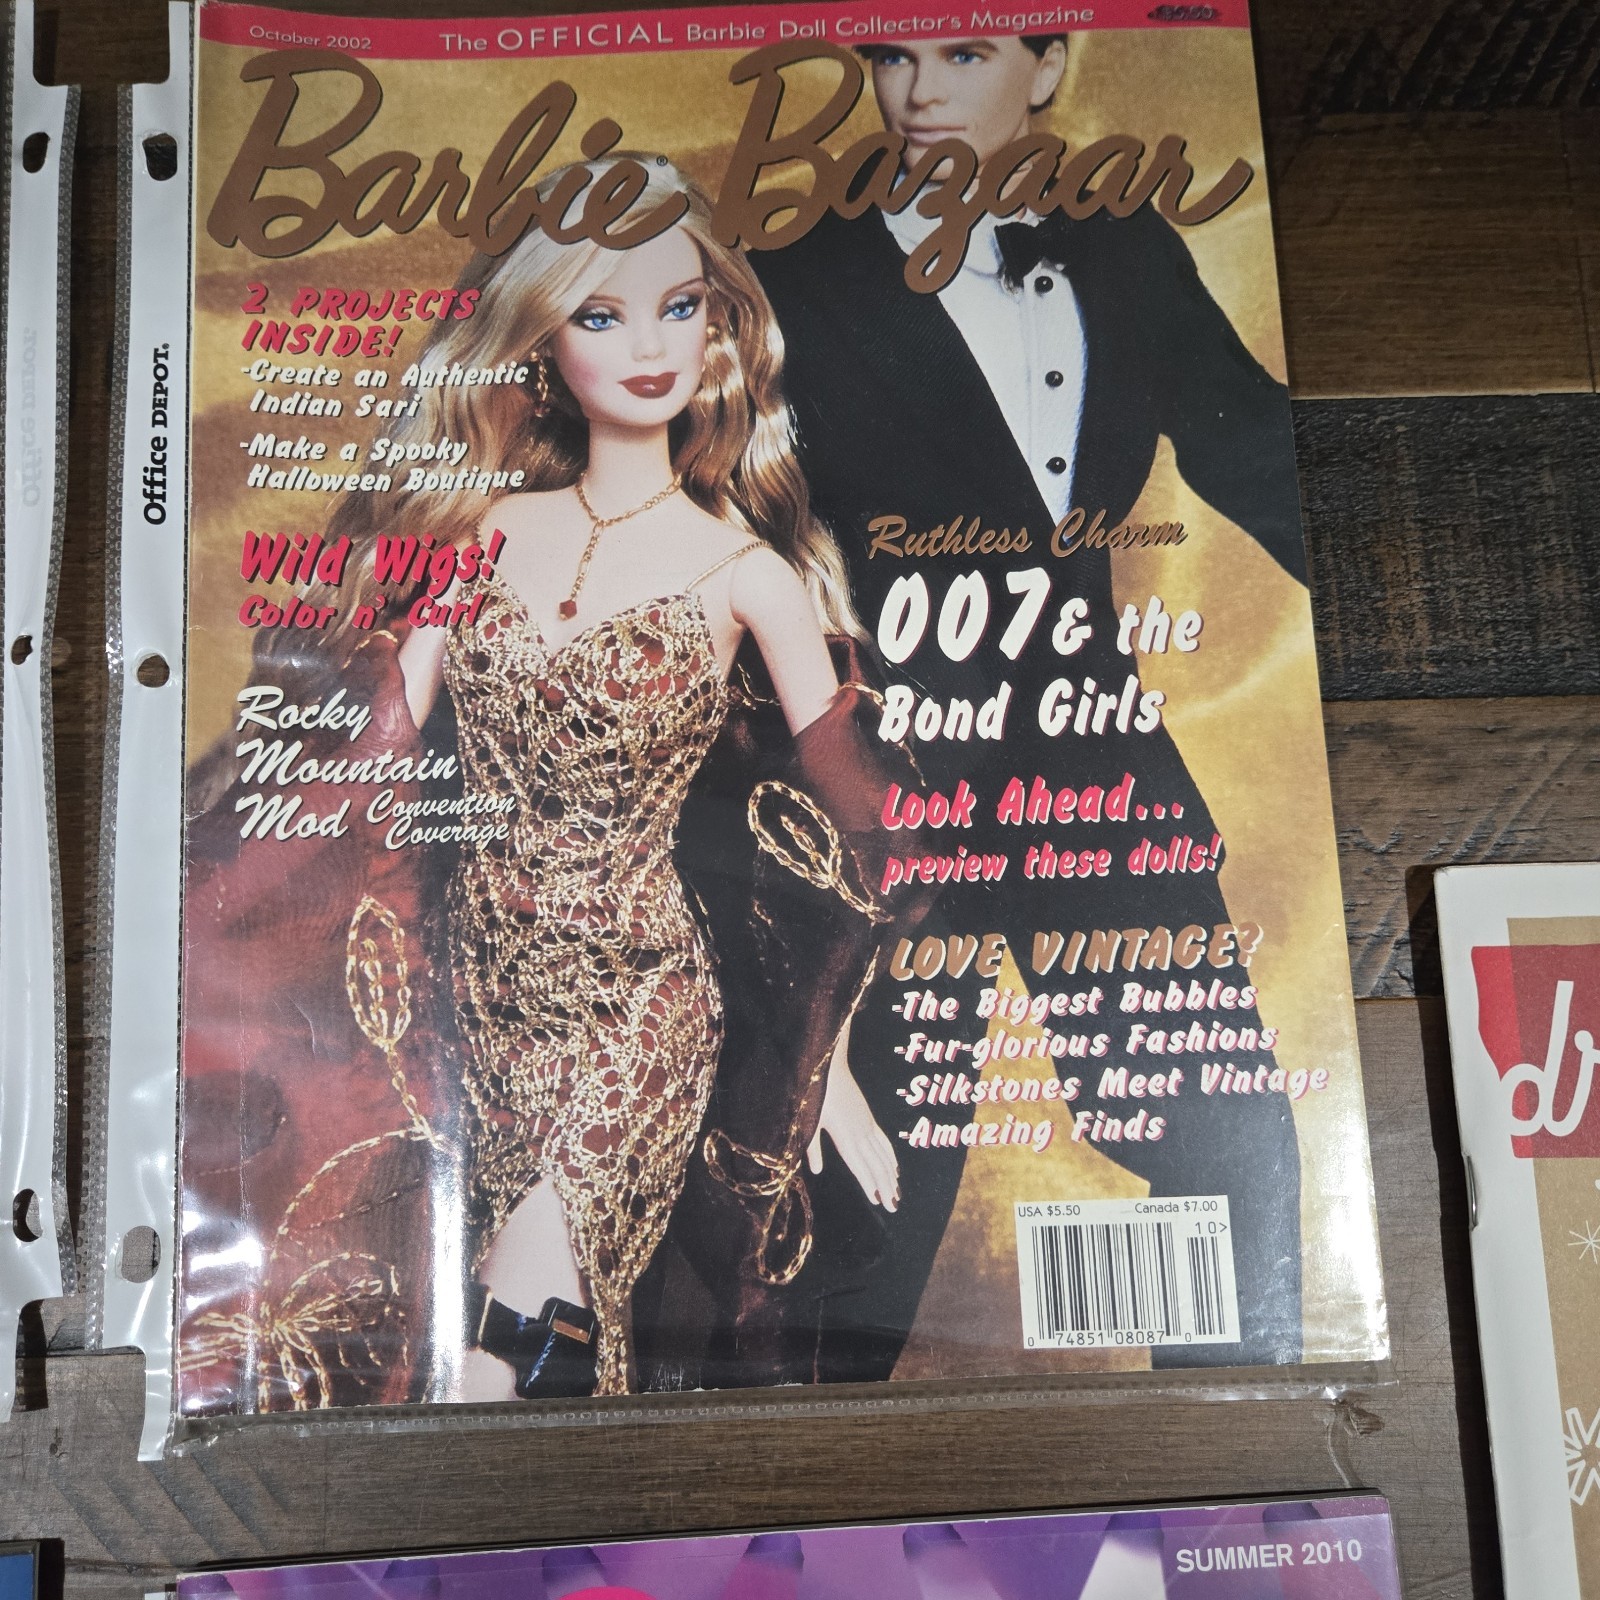 October 2002
The OFFICIAL Barbie Doll Collector's Magazine
Barbie® Bazaar
2 PROJECTS
INSIDE!
-Create an Authentic
Indian Sari
-Make a Spooky
Halloween Boutique
Wild Wigs!
Color n' Curl
Rocky
Mountain
Mod Convention
Coverage
Ruthless Charm
007 & the
Bond Girls
Look Ahead...
preview these dolls!
LOVE VINTAGE?
-The Biggest Bubbles
-Fur-glorious Fashions
-Silkstones Meet Vintage
-Amazing Finds
USA $5.50 Canada $7.00
10>
0 74851 08087 0
Office DEPOT.
Office DEPOT.
dr
SUMMER 2010